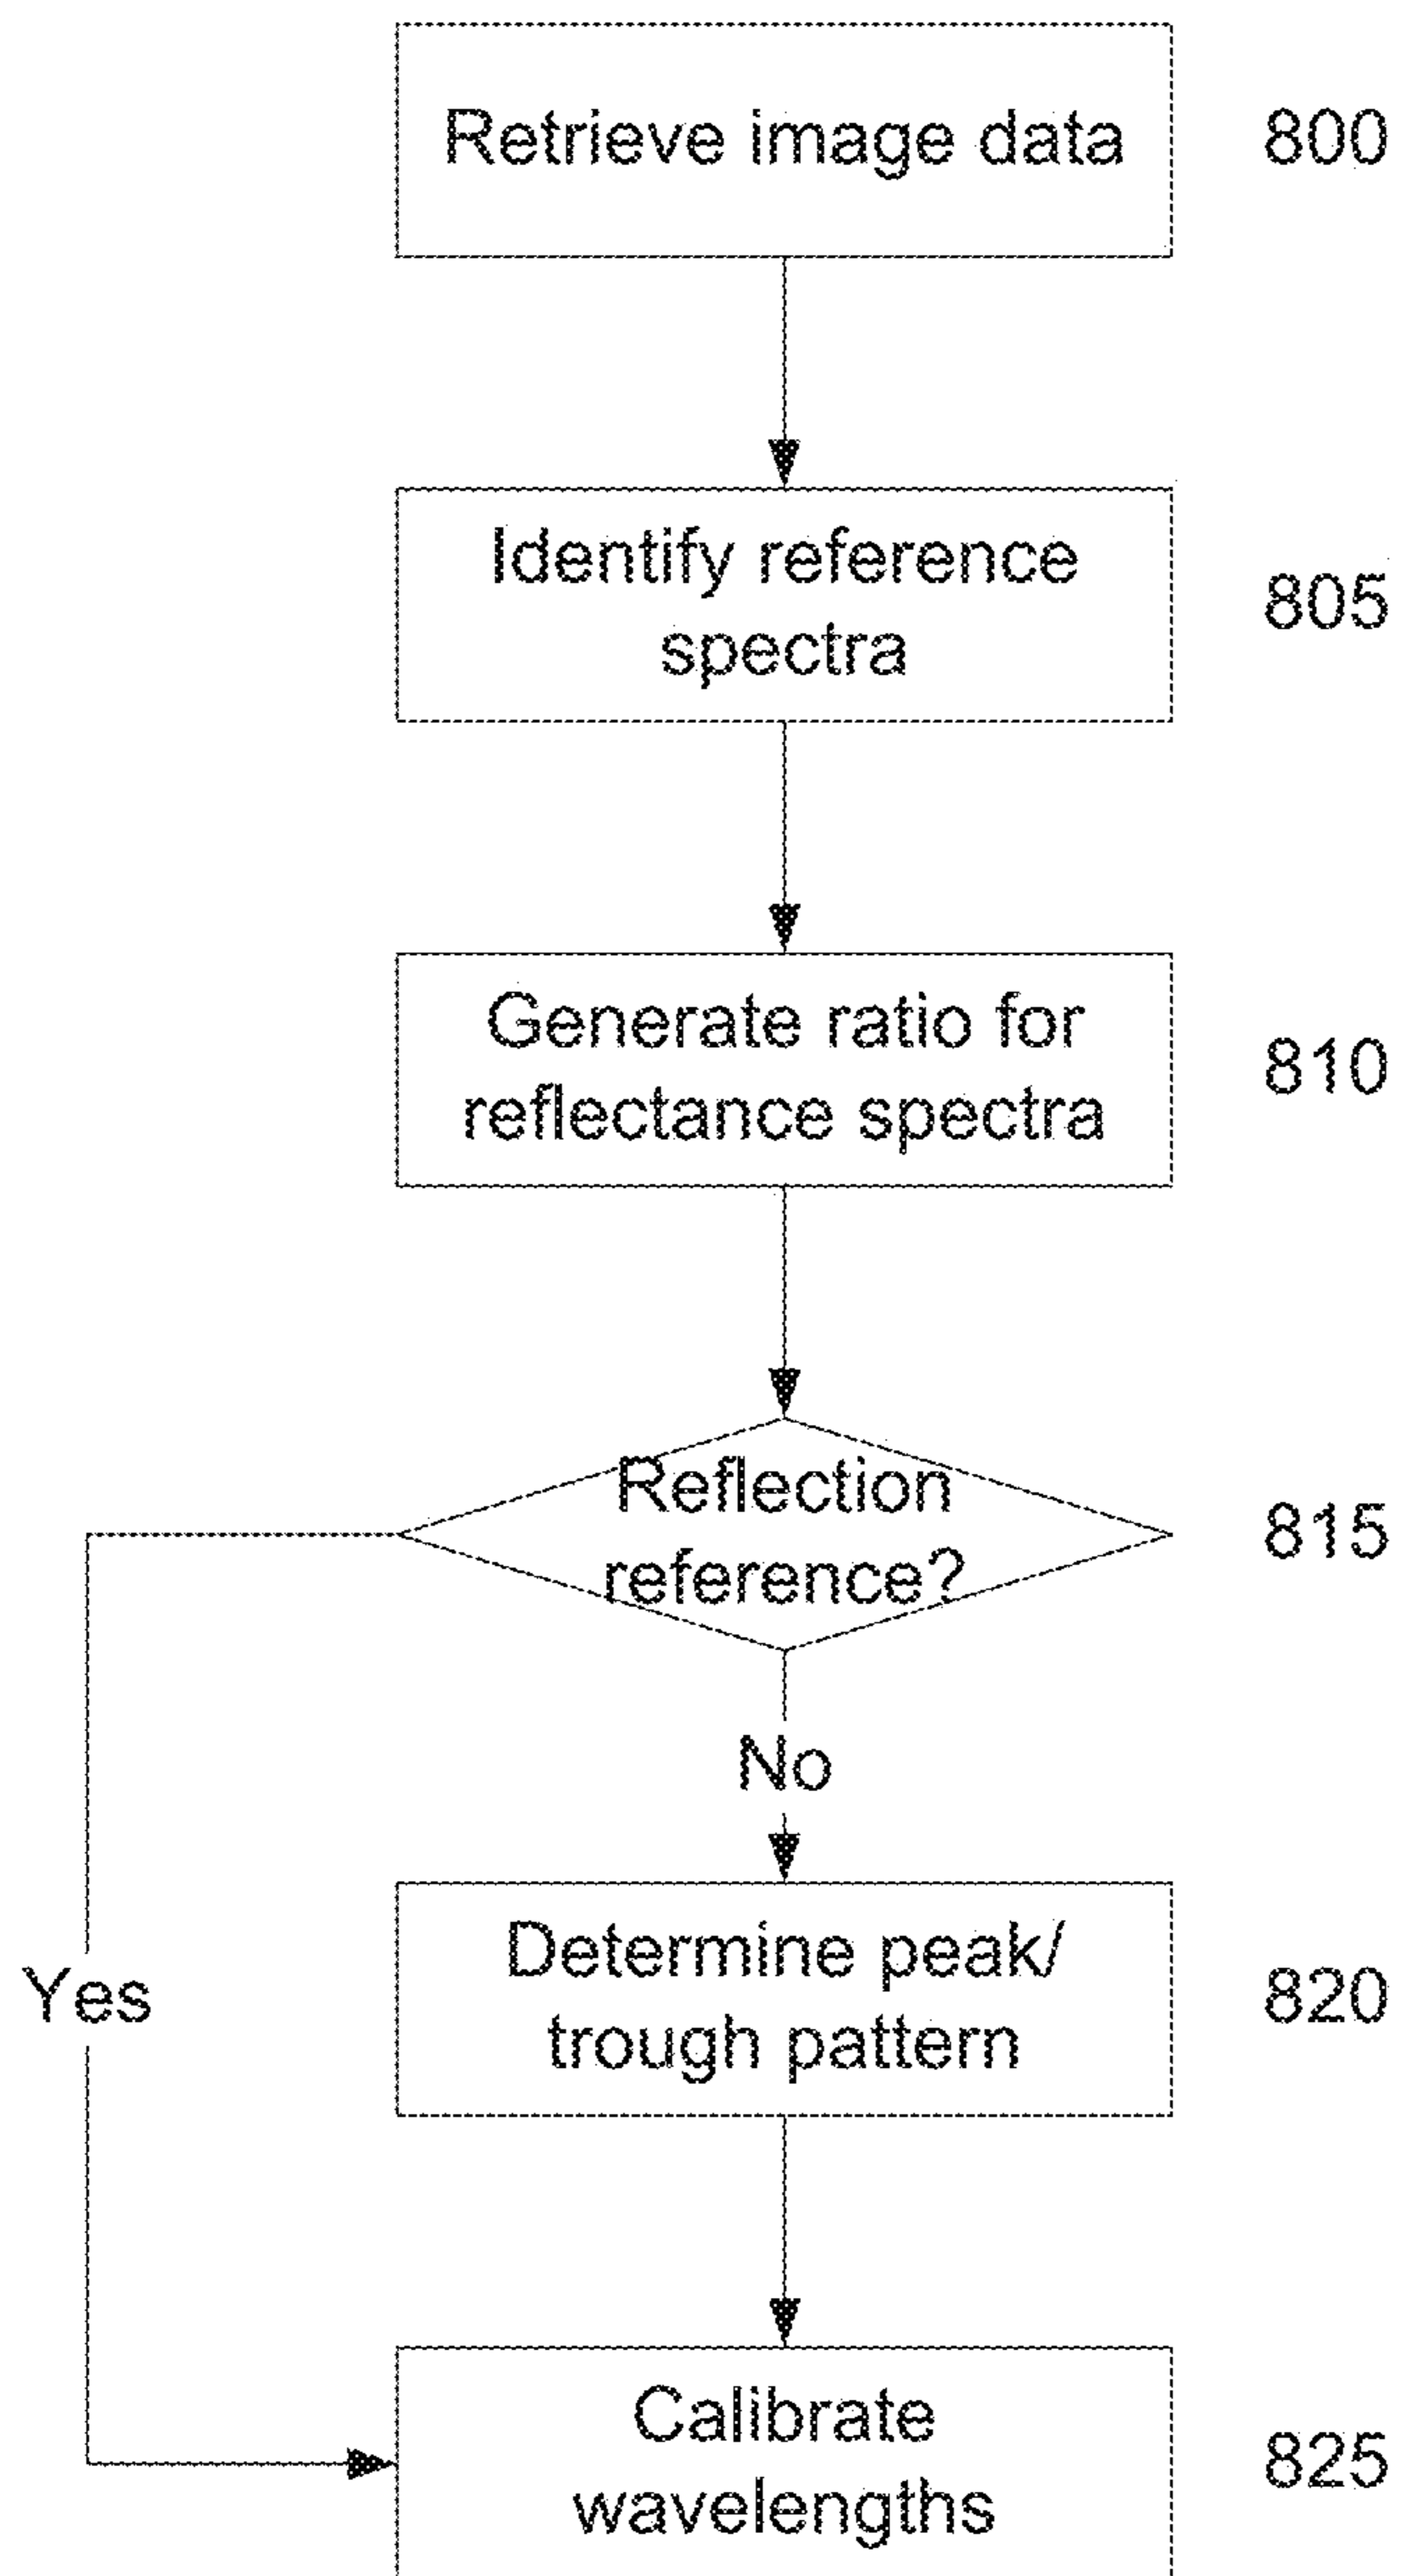 Retrieve image data 800
Identify reference
spectra
805
Generate ratio for
reflectance spectra
810
Reflection
reference?
815
No
Determine peak/
trough pattern
820
Yes
Calibrate
wavelengths
825